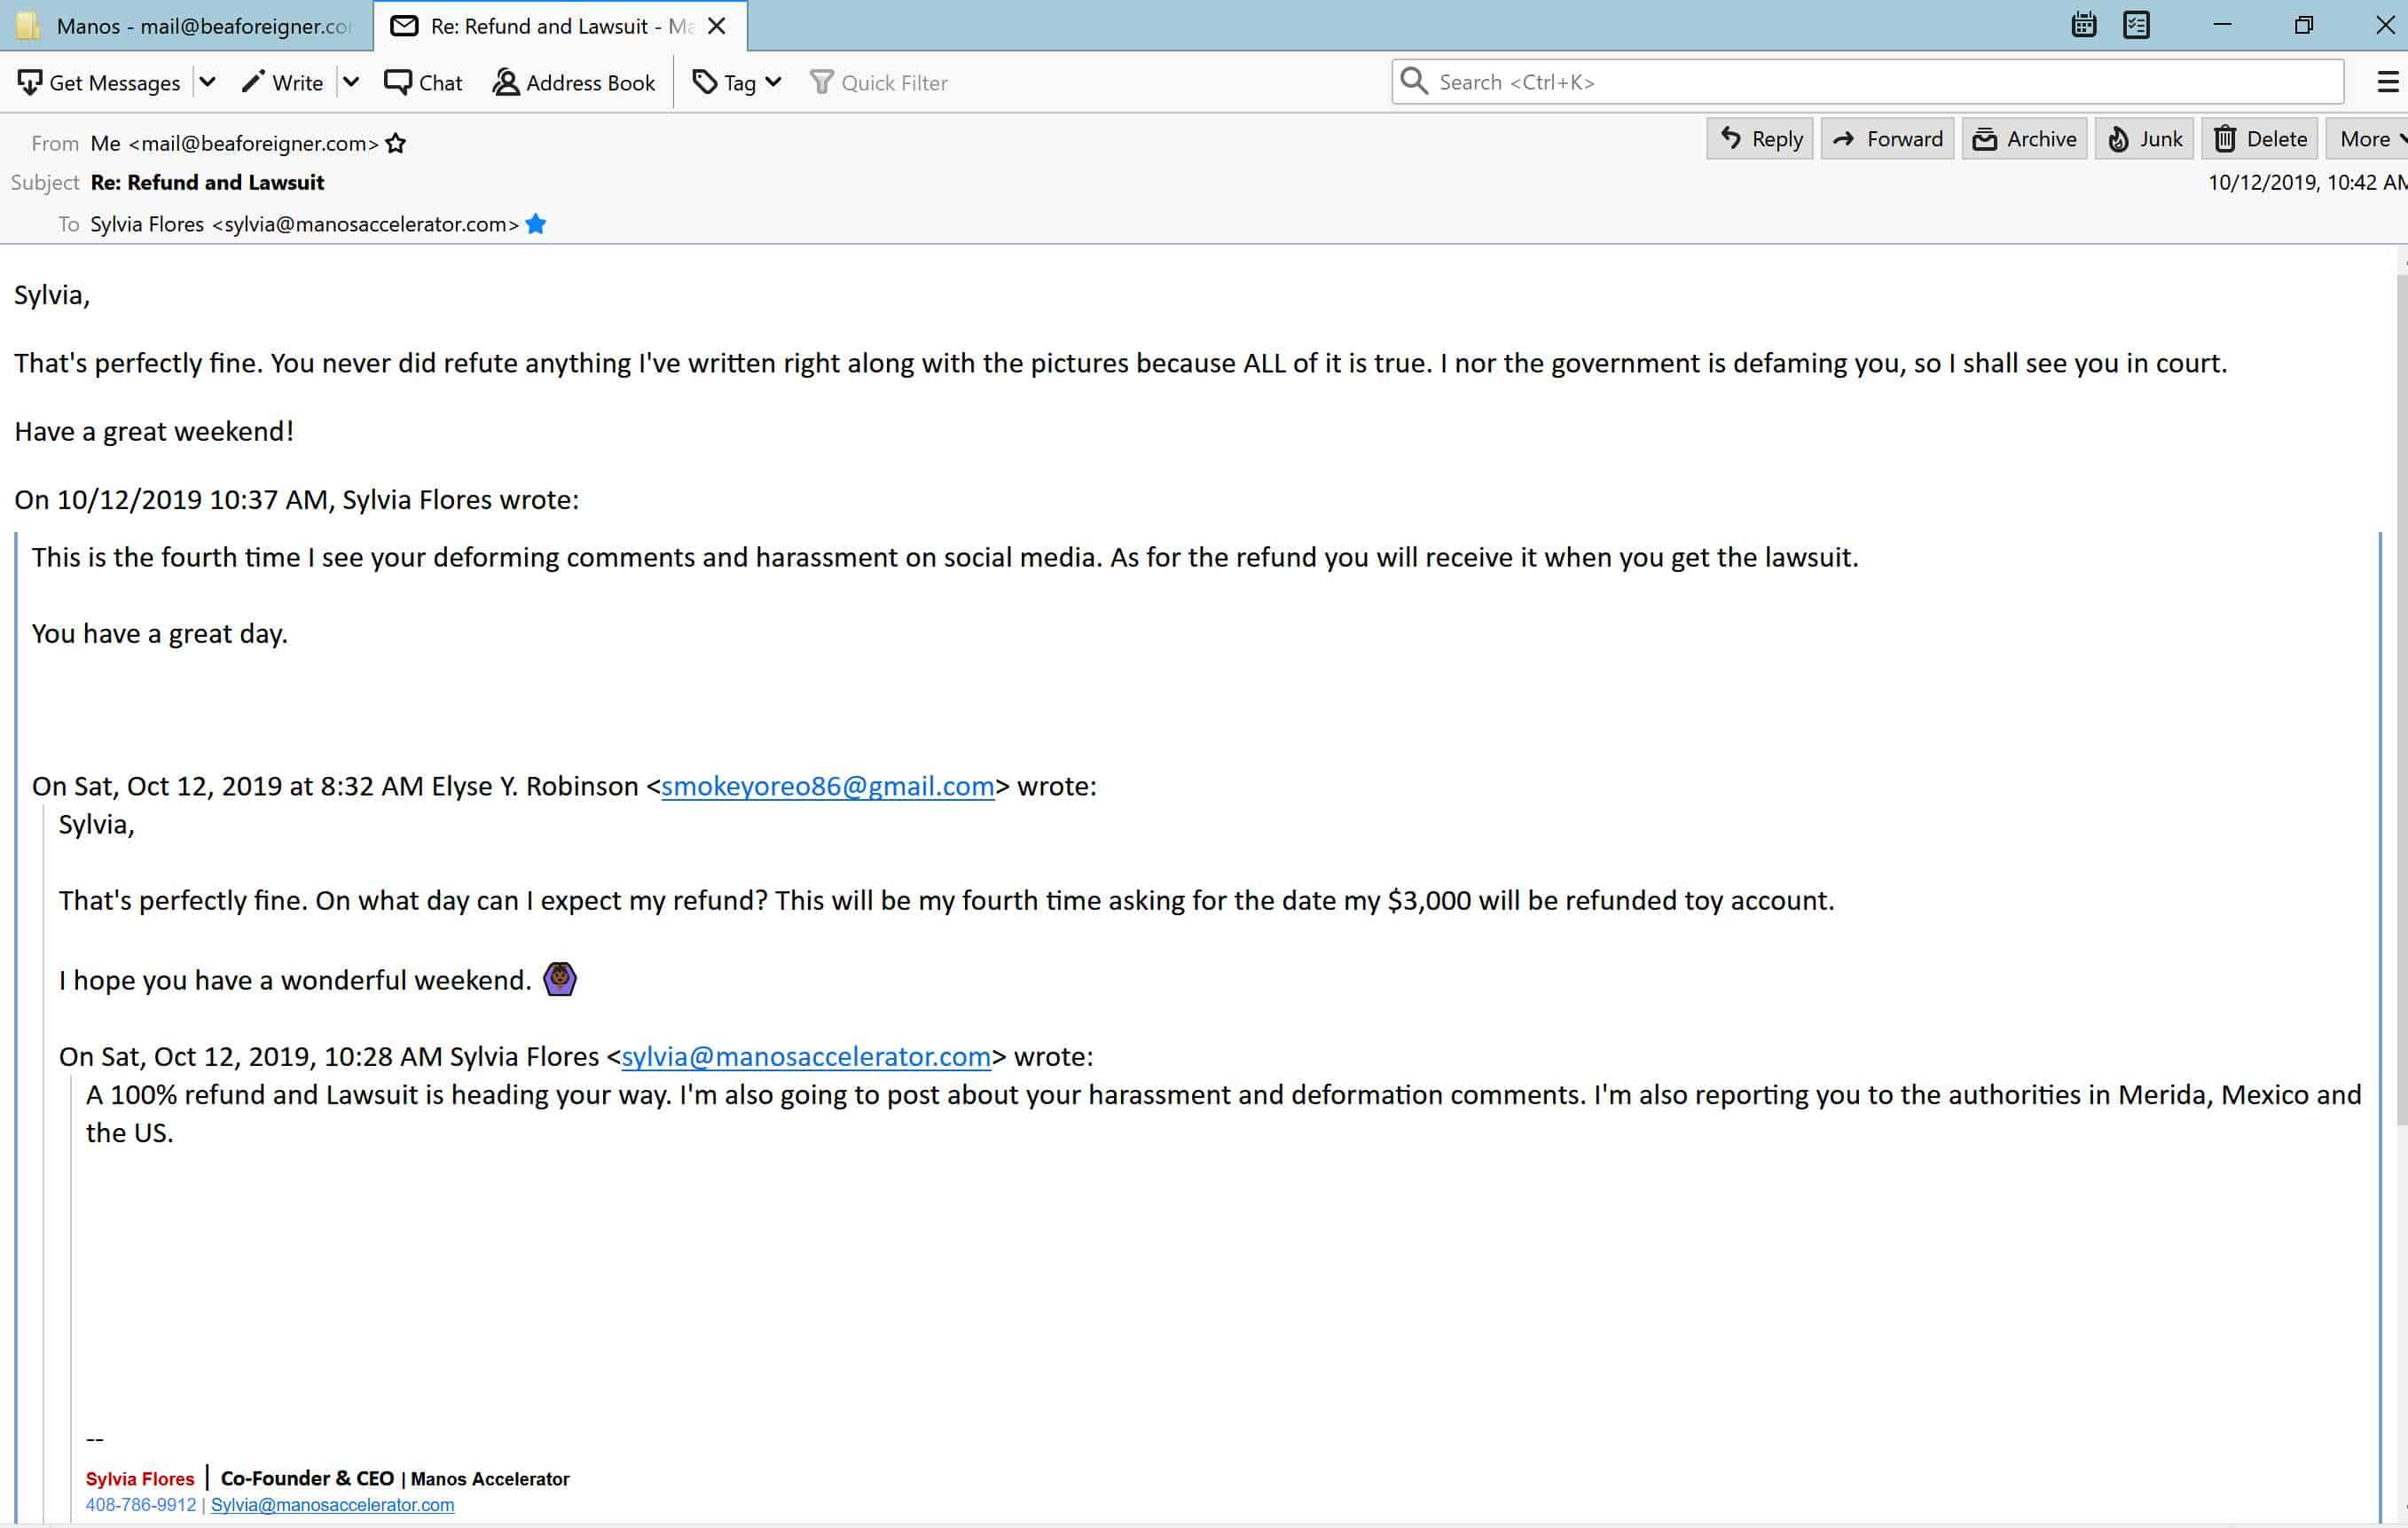 Manos - mail@beaforeigner.co
Re: Refund and Lawsuit - Ma
Get Messages Write Chat Address Book Tag Quick Filter Search <Ctrl+K>
From Me <mail@beaforeigner.com> Reply Forward Archive Junk Delete More
Subject Re: Refund and Lawsuit 10/12/2019, 10:42 AM
To Sylvia Flores <sylvia@manosaccelerator.com>
Sylvia,
That's perfectly fine. You never did refute anything I've written right along with the pictures because ALL of it is true. I nor the government is defaming you, so I shall see you in court.
Have a great weekend!
On 10/12/2019 10:37 AM, Sylvia Flores wrote:
This is the fourth time I see your deforming comments and harassment on social media. As for the refund you will receive it when you get the lawsuit.
You have a great day.
On Sat, Oct 12, 2019 at 8:32 AM Elyse Y. Robinson <smokeyoreo86@gmail.com> wrote:
Sylvia,
That's perfectly fine. On what day can I expect my refund? This will be my fourth time asking for the date my $3,000 will be refunded toy account.
I hope you have a wonderful weekend.
On Sat, Oct 12, 2019, 10:28 AM Sylvia Flores <sylvia@manosaccelerator.com> wrote:
A 100% refund and Lawsuit is heading your way. I'm also going to post about your harassment and deformation comments. I'm also reporting you to the authorities in Merida, Mexico and
the US.
--
Sylvia Flores | Co-Founder & CEO | Manos Accelerator
408-786-9912 | Sylvia@manosaccelerator.com